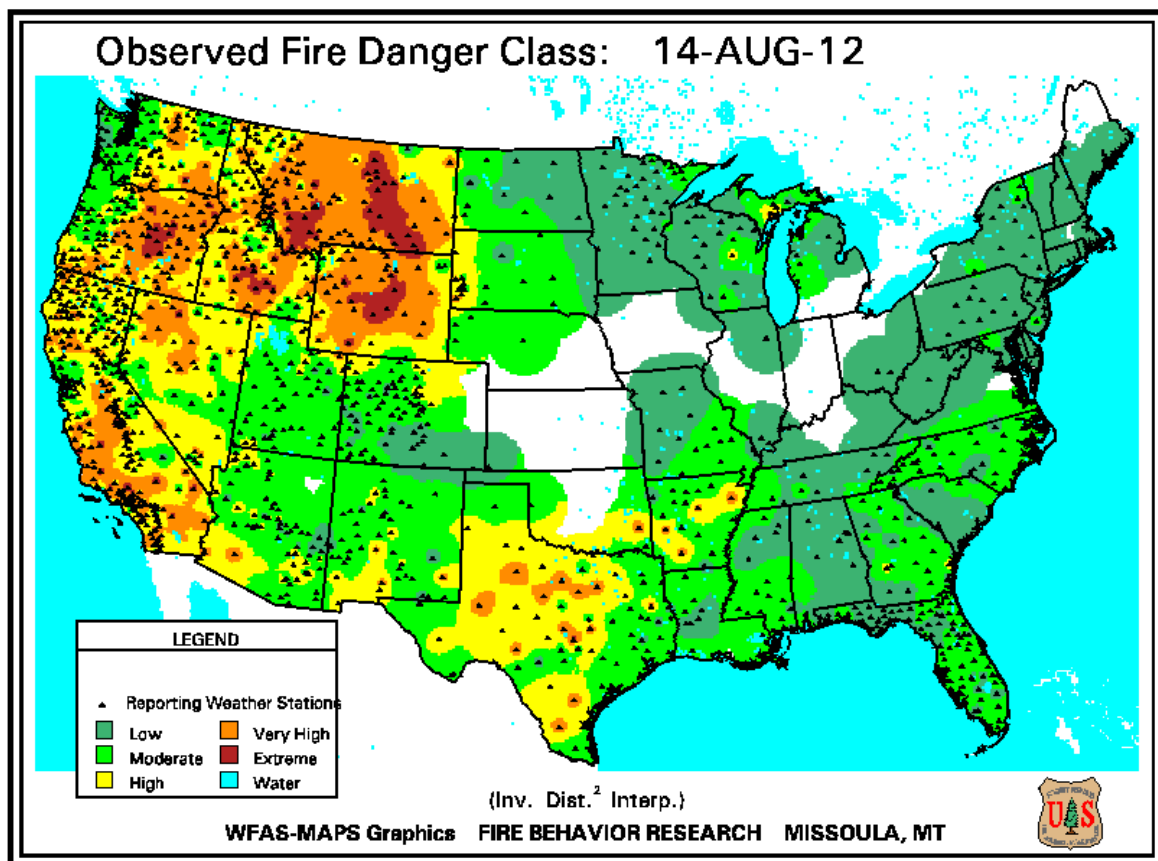 Observed Fire Danger Class: 14-AUG-12
LEGEND
Reporting Weather Stations
Low
Very High
Moderate
Extreme
High
Water
(Inv. Dist.² Interp.)
WFAS-MAPS Graphics FIRE BEHAVIOR RESEARCH MISSOULA, MT
U S